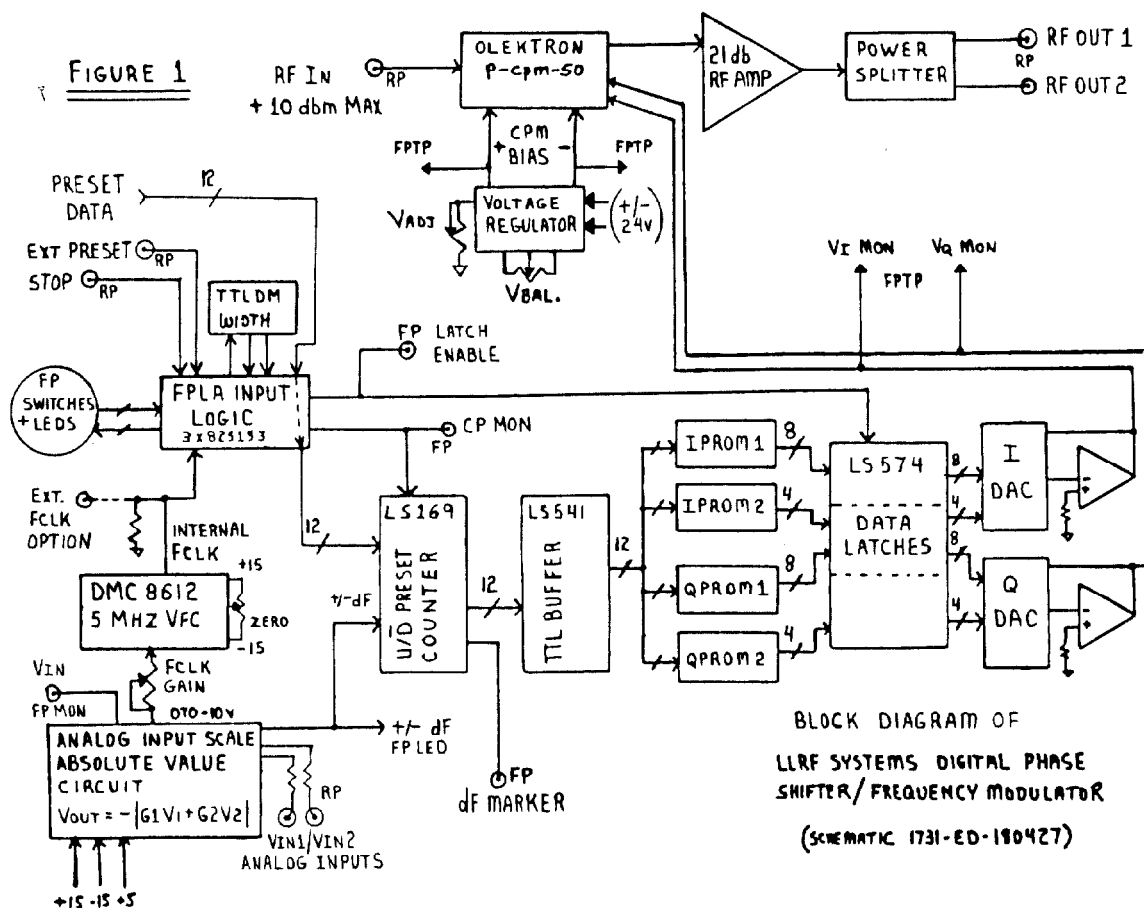 FIGURE 1
RF IN
+10 dbm MAX
RP
OLEKTRON
P-cpm-50
21db
RF AMP
POWER
SPLITTER
RF OUT 1
RP
RF OUT 2
FPTP
+ CPM -
BIAS
FPTP
VOLTAGE
REGULATOR
VADJ
(+/-
24V)
VBAL.
VI MON
VQ MON
FPTP
PRESET
DATA
12
EXT PRESET
RP
STOP
RP
TTLDM
WIDTH
FP LATCH
ENABLE
FP
SWITCHES
+ LEDS
FPLA INPUT
LOGIC
3x82S153
CP MON
FP
EXT.
FCLK
OPTION
INTERNAL
FCLK
12
DMC 8612
5 MHZ VFC
+15
ZERO
-15
FCLK
GAIN
0TO-10V
VIN
FP MON
ANALOG INPUT SCALE
ABSOLUTE VALUE
CIRCUIT
VOUT = -|G1V1+G2V2|
+15 -15 +5
RP
VIN1/VIN2
ANALOG INPUTS
+/-dF
+/- dF
FP LED
LS169
U/D PRESET
COUNTER
FP
dF MARKER
12
LS541
TTL BUFFER
12
IPROM 1
8
IPROM 2
4
QPROM 1
8
QPROM 2
4
LS574
DATA
LATCHES
8
4
8
4
I
DAC
-
+
Q
DAC
-
+
BLOCK DIAGRAM OF
LLRF SYSTEMS DIGITAL PHASE
SHIFTER/FREQUENCY MODULATOR
(SCHEMATIC 1731-ED-180427)